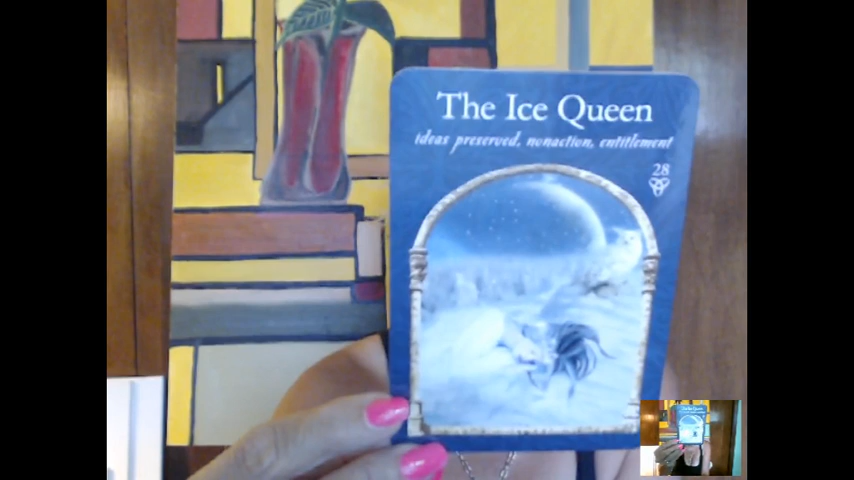 The Ice Queen
ideas preserved, nonaction, entitlement
28